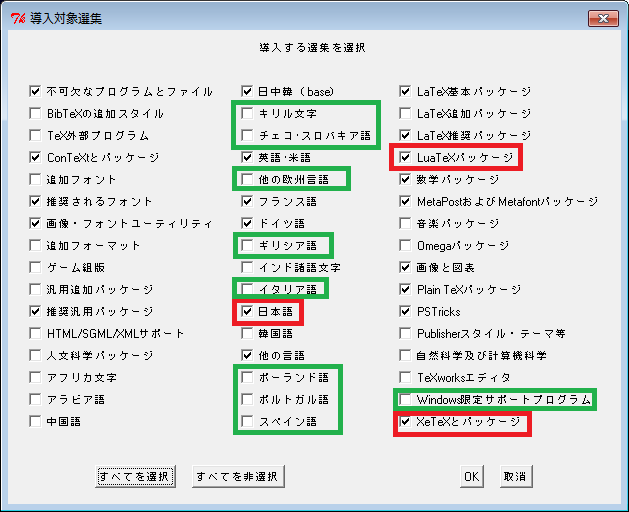 導入対象選集
導入する選集を選択
不可欠なプログラムとファイル
BibTeXの追加スタイル
TeX外部プログラム
ConTeXtとパッケージ
追加フォント
推奨されるフォント
画像・フォントユーティリティ
追加フォーマット
ゲーム組版
汎用追加パッケージ
推奨汎用パッケージ
HTML/SGML/XMLサポート
人文科学パッケージ
アフリカ文字
アラビア語
中国語
日中韓（base）
キリル文字
チェコ・スロバキア語
英語・米語
他の欧州言語
フランス語
ドイツ語
ギリシア語
インド諸語文字
イタリア語
日本語
韓国語
他の言語
ポーランド語
ポルトガル語
スペイン語
LaTeX基本パッケージ
LaTeX追加パッケージ
LaTeX推奨パッケージ
LuaTeXパッケージ
数学パッケージ
MetaPostおよびMetafontパッケージ
音楽パッケージ
Omegaパッケージ
画像と図表
Plain TeXパッケージ
PSTricks
Publisherスタイル・テーマ等
自然科学及び計算機科学
TeXworksエディタ
Windows限定サポートプログラム
XeTeXとパッケージ
すべてを選択
すべてを非選択
OK
取消